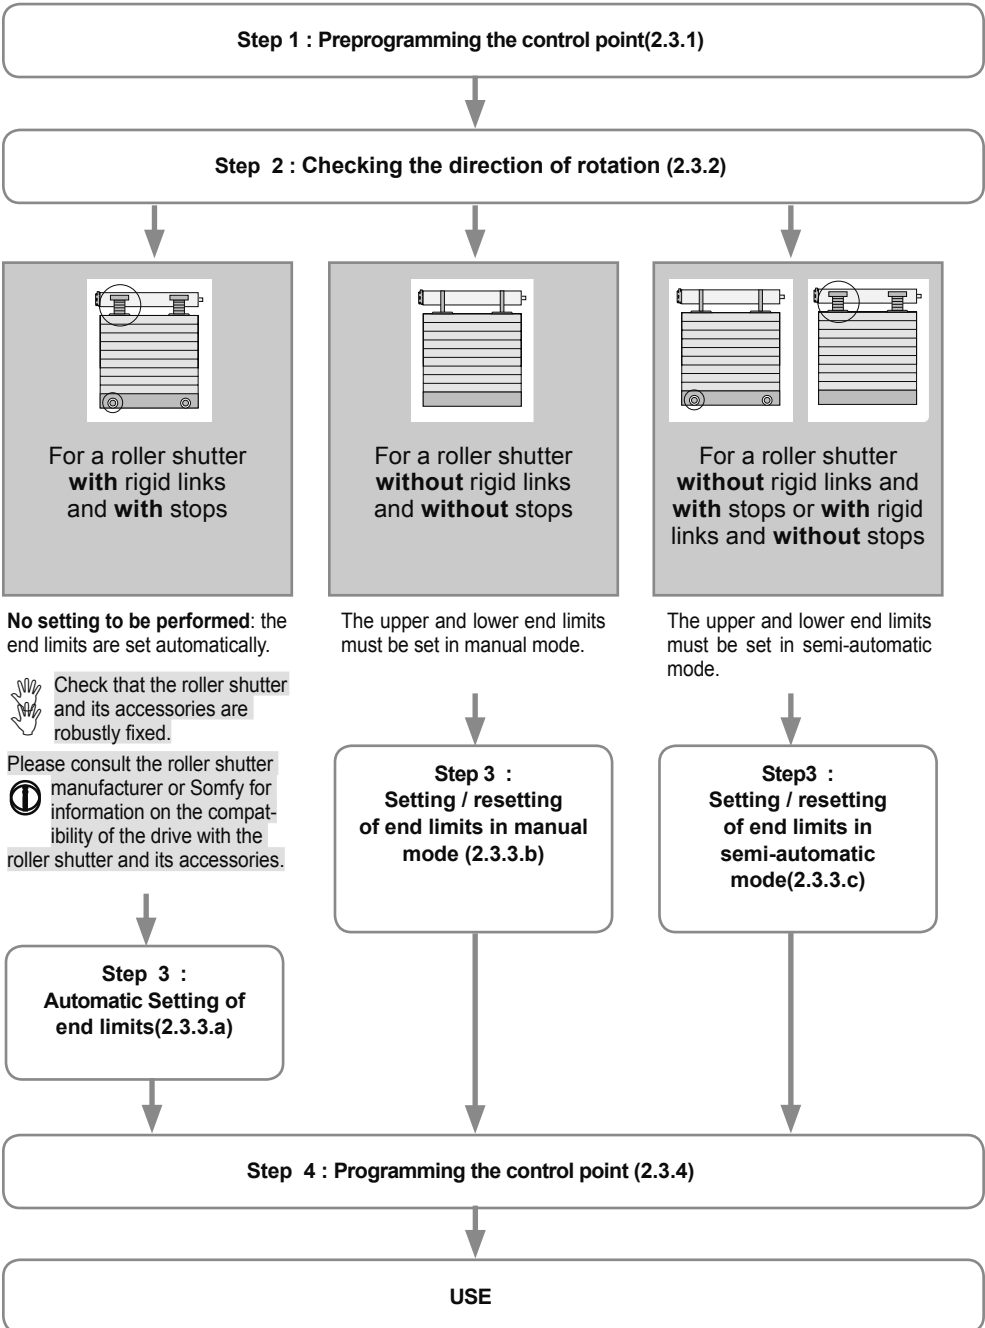 Step 1 : Preprogramming the control point(2.3.1)
Step 2 : Checking the direction of rotation (2.3.2)
For a roller shutter
with rigid links
and with stops
For a roller shutter
without rigid links
and without stops
For a roller shutter
without rigid links and
with stops or with rigid
links and without stops
No setting to be performed: the
end limits are set automatically.
Check that the roller shutter
and its accessories are
robustly fixed.
Please consult the roller shutter
manufacturer or Somfy for
information on the compat-
ibility of the drive with the
roller shutter and its accessories.
The upper and lower end limits
must be set in manual mode.
The upper and lower end limits
must be set in semi-automatic
mode.
Step 3 :
Automatic Setting of
end limits(2.3.3.a)
Step 3 :
Setting / resetting
of end limits in manual
mode (2.3.3.b)
Step3 :
Setting / resetting
of end limits in
semi-automatic
mode(2.3.3.c)
Step 4 : Programming the control point (2.3.4)
USE